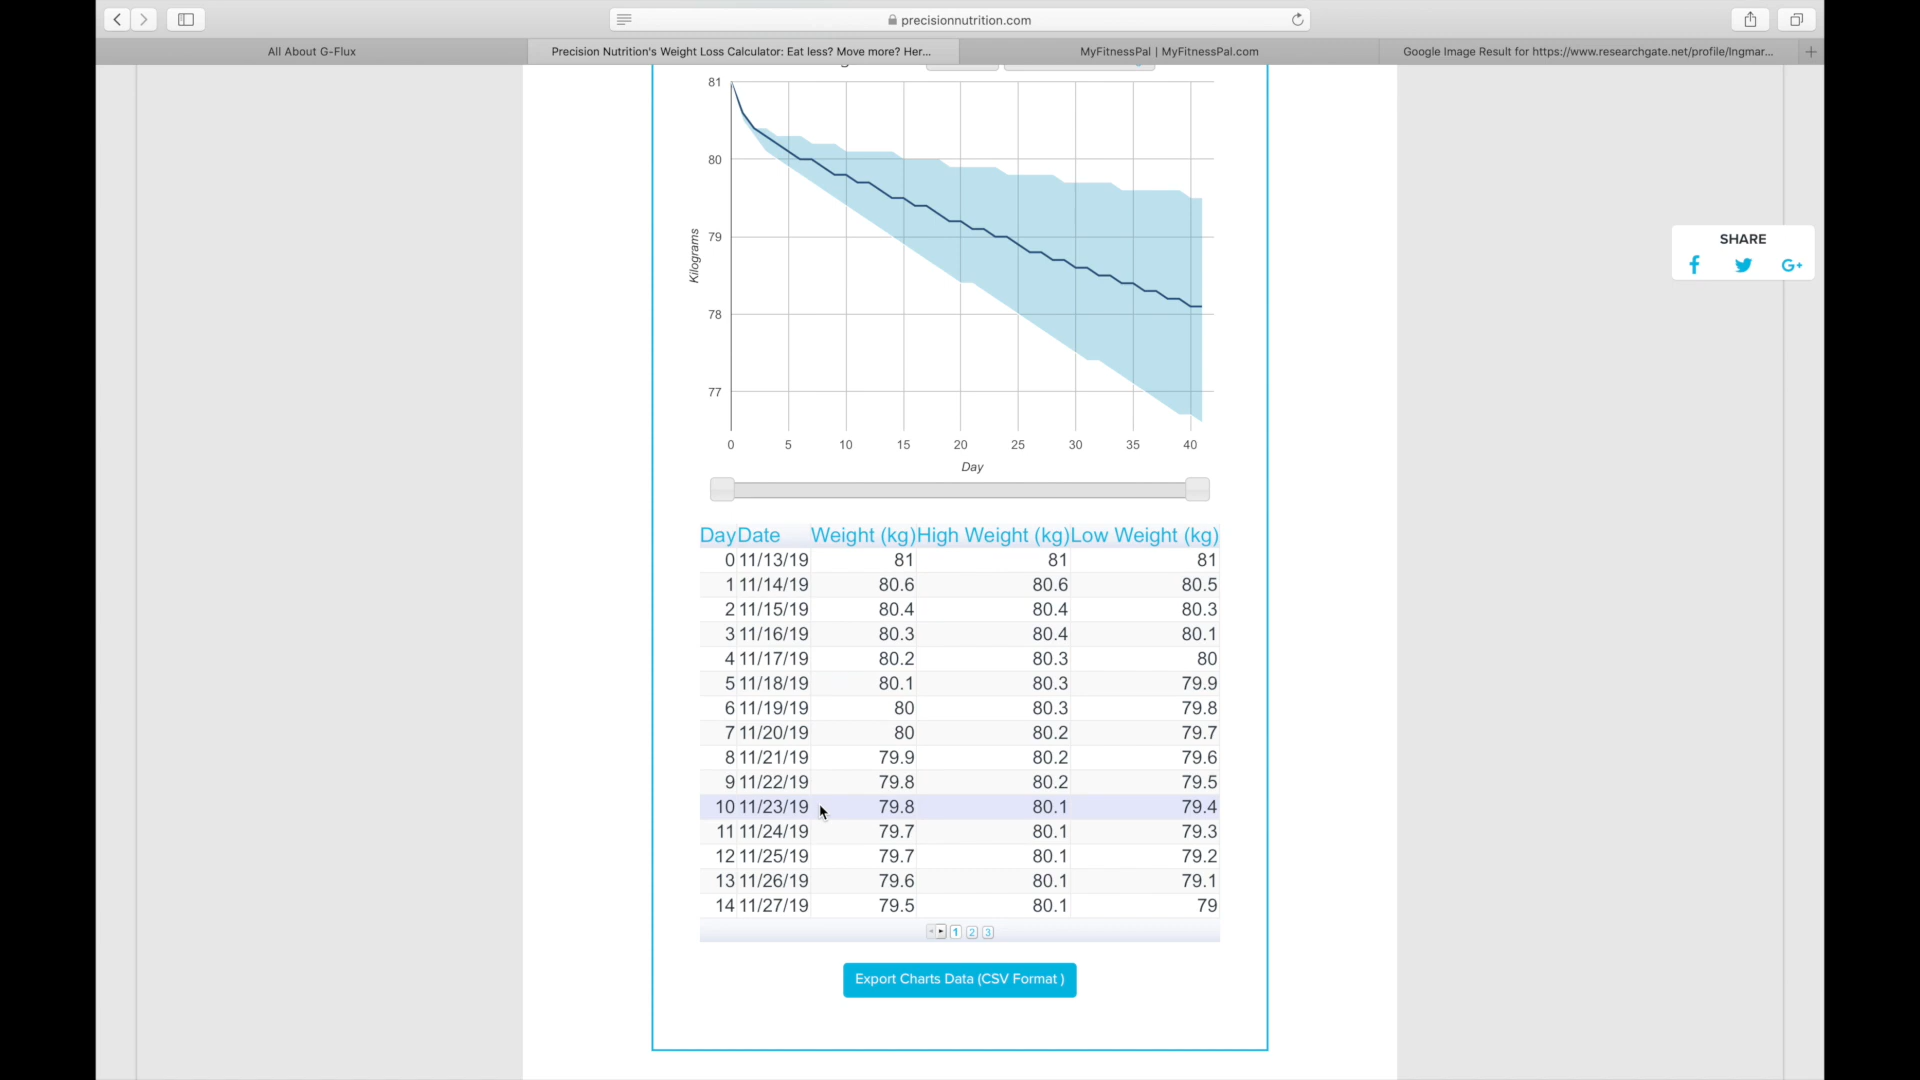 precisionnutrition.com
All About G-Flux
Precision Nutrition's Weight Loss Calculator: Eat less? Move more? Her...
MyFitnessPal | MyFitnessPal.com
Google Image Result for https://www.researchgate.net/profile/Ingmar...
81
80
79
78
77
Kilograms
0 5 10 15 20 25 30 35 40
Day
SHARE
G+
Day Date Weight (kg) High Weight (kg) Low Weight (kg)
0 11/13/19 81 81 81
1 11/14/19 80.6 80.6 80.5
2 11/15/19 80.4 80.4 80.3
3 11/16/19 80.3 80.4 80.1
4 11/17/19 80.2 80.3 80
5 11/18/19 80.1 80.3 79.9
6 11/19/19 80 80.3 79.8
7 11/20/19 80 80.2 79.7
8 11/21/19 79.9 80.2 79.6
9 11/22/19 79.8 80.2 79.5
10 11/23/19 79.8 80.1 79.4
11 11/24/19 79.7 80.1 79.3
12 11/25/19 79.7 80.1 79.2
13 11/26/19 79.6 80.1 79.1
14 11/27/19 79.5 80.1 79
1 2 3
Export Charts Data (CSV Format )